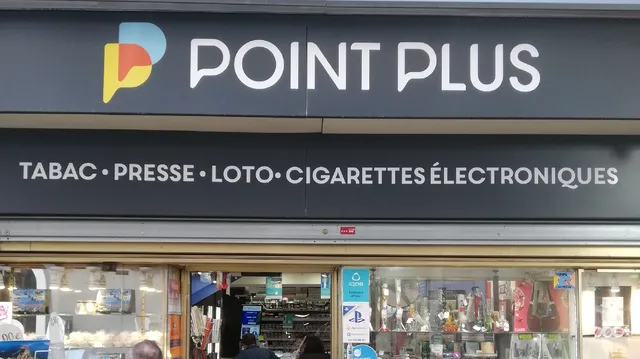 POINT PLUS
TABAC • PRESSE • LOTO • CIGARETTES ÉLECTRONIQUES